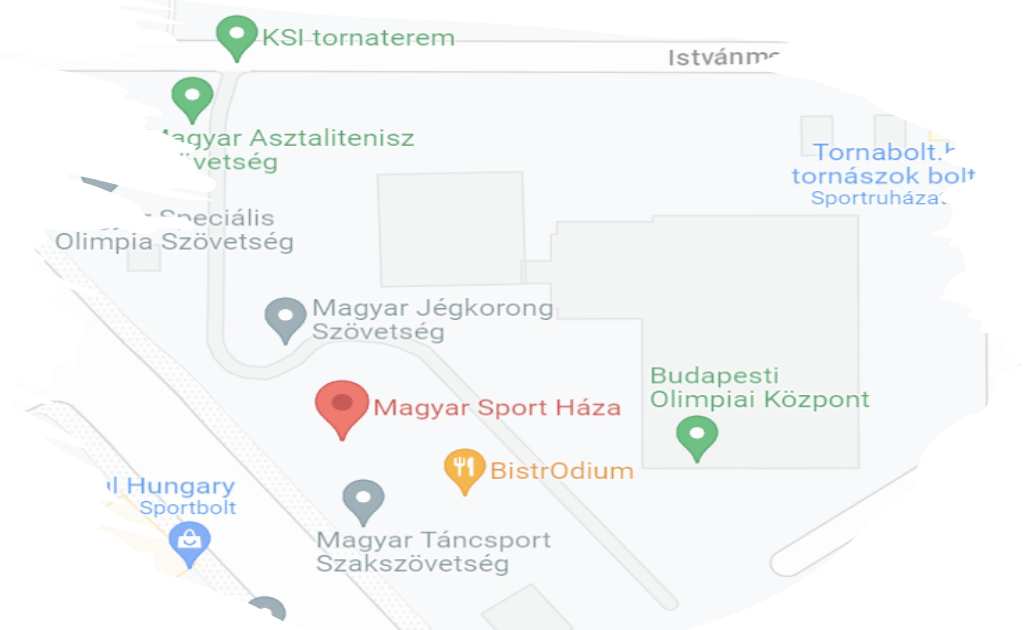 KSI tornaterem
Istvánme
Magyar Asztalitenisz
Szövetség
Speciális
Olimpia Szövetség
Tornabolt.h
tornászok bolt
Sportruháza
Magyar Jégkorong
Szövetség
Budapesti
Olimpiai Központ
Magyar Sport Háza
BistrOdium
Hungary
Sportbolt
Magyar Táncsport
Szakszövetség